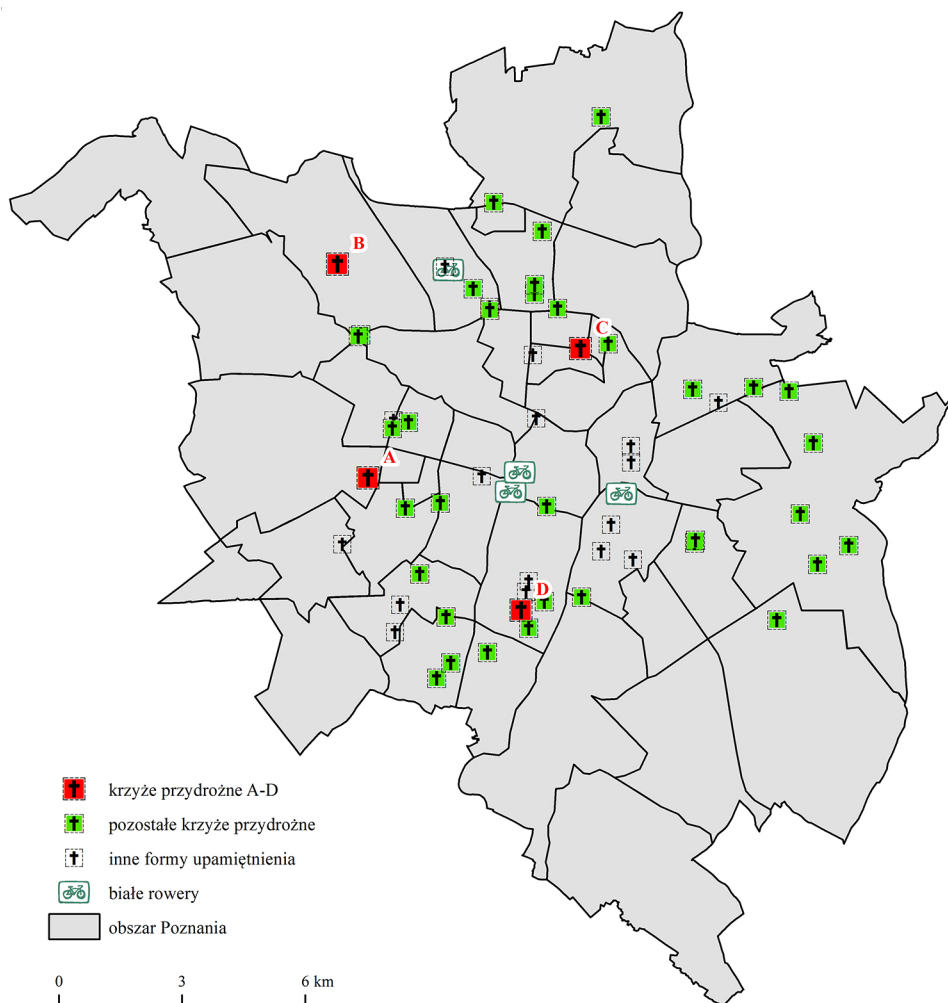 B
C
A
D
krzyże przydrożne A-D
pozostałe krzyże przydrożne
inne formy upamiętnienia
białe rowery
obszar Poznania
0 3 6 km